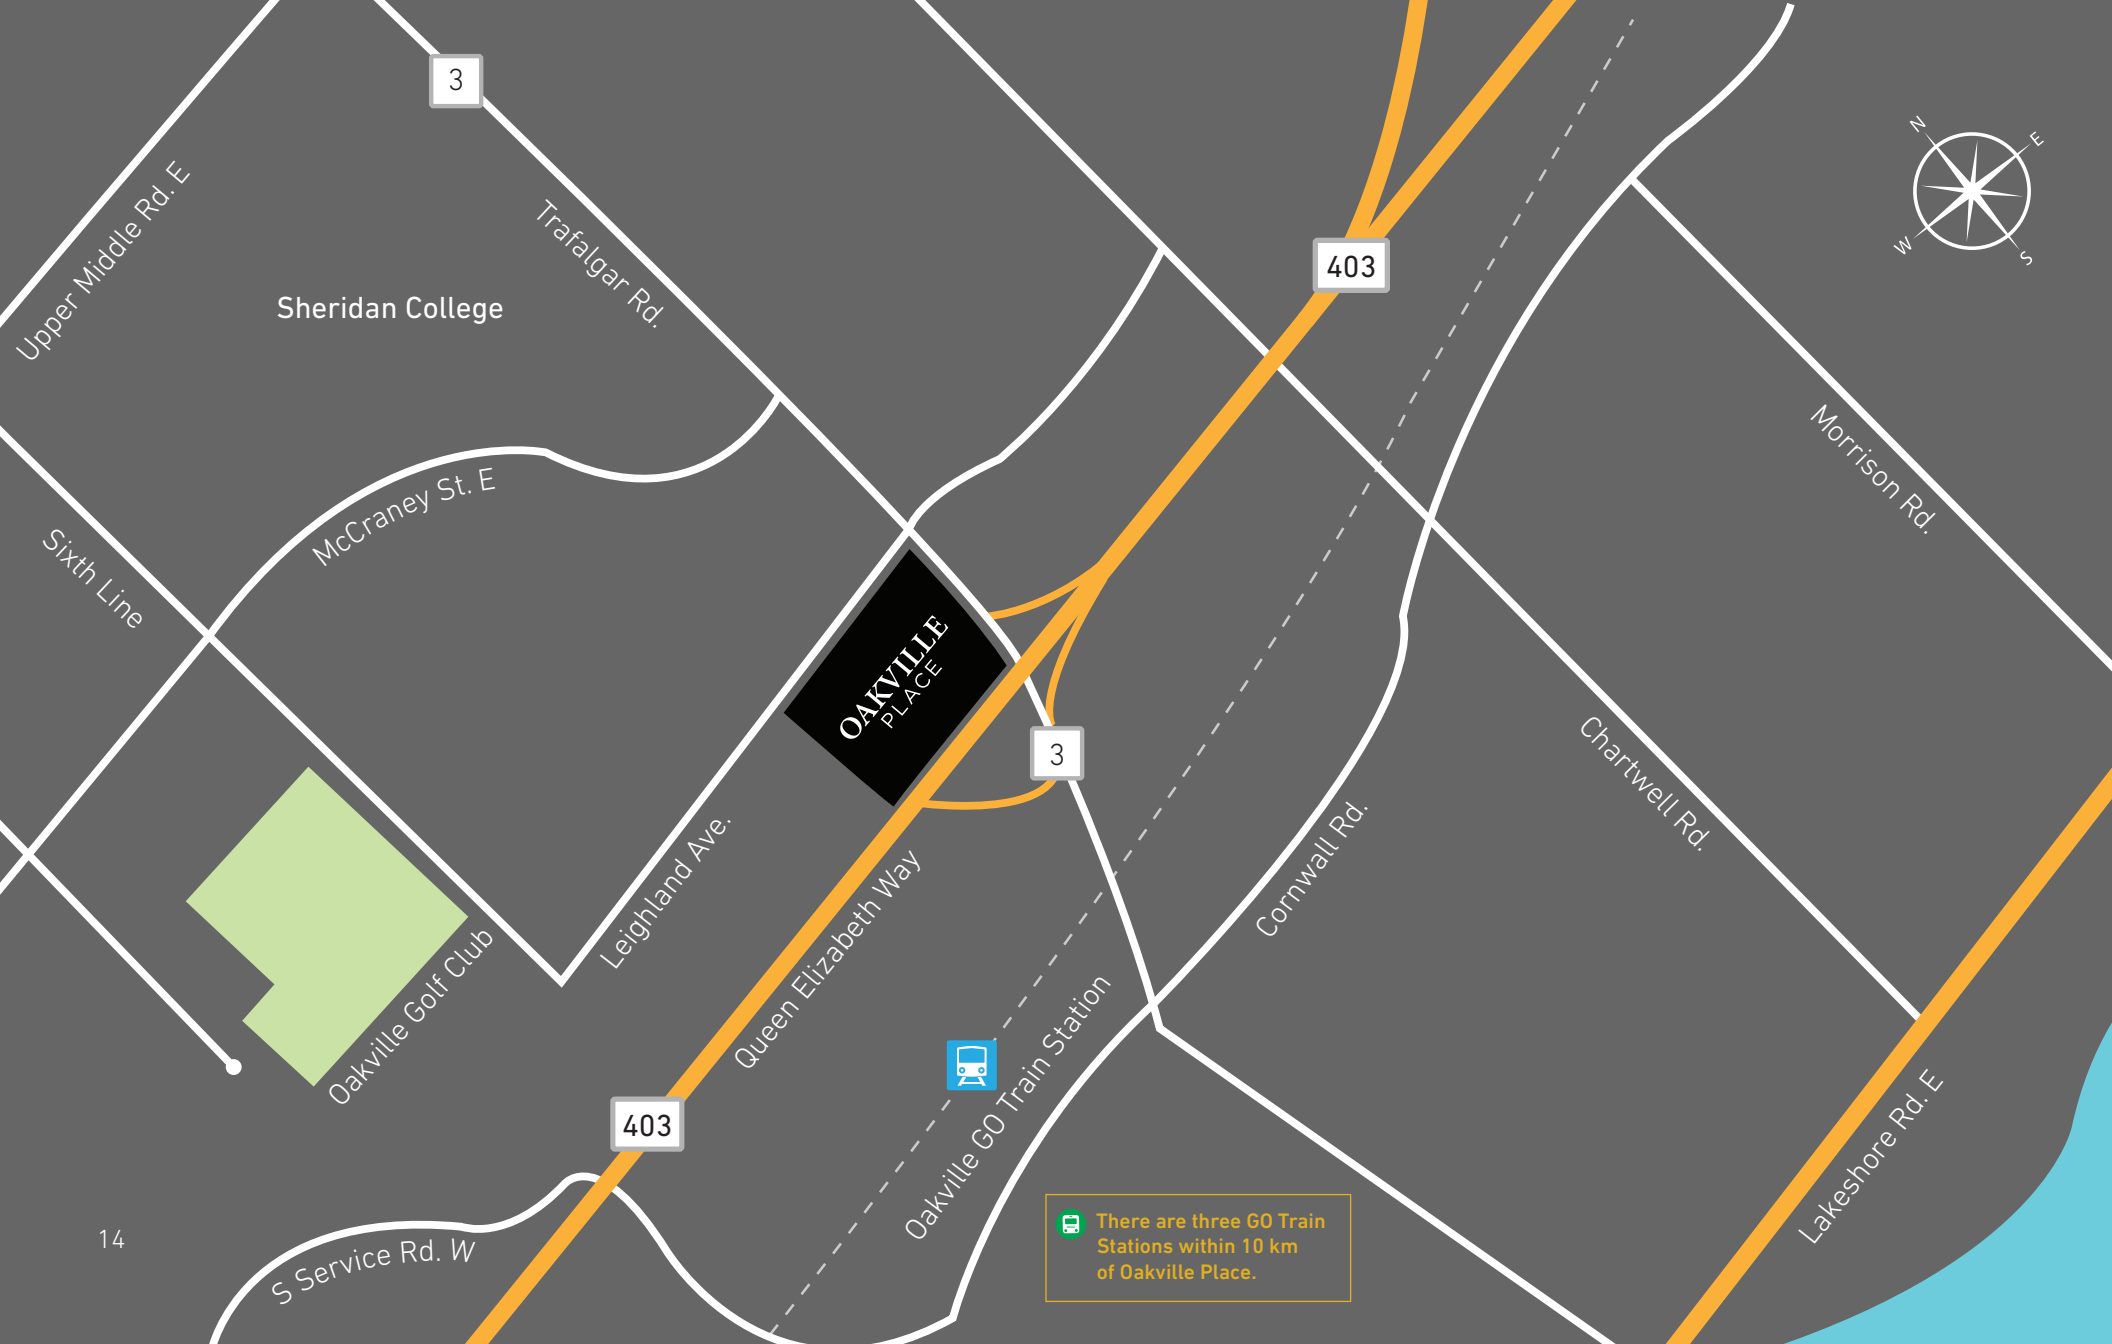 3
N
E
W
S
Upper Middle Rd. E
Trafalgar Rd.
Sheridan College
403
McCraney St. E
Morrison Rd.
Sixth Line
OAKVILLE
PLACE
3
Chartwell Rd.
Leighland Ave.
Cornwall Rd.
Queen Elizabeth Way
Oakville Golf Club
Oakville GO Train Station
403
Lakeshore Rd. E
S Service Rd. W
There are three GO Train
Stations within 10 km
of Oakville Place.
14